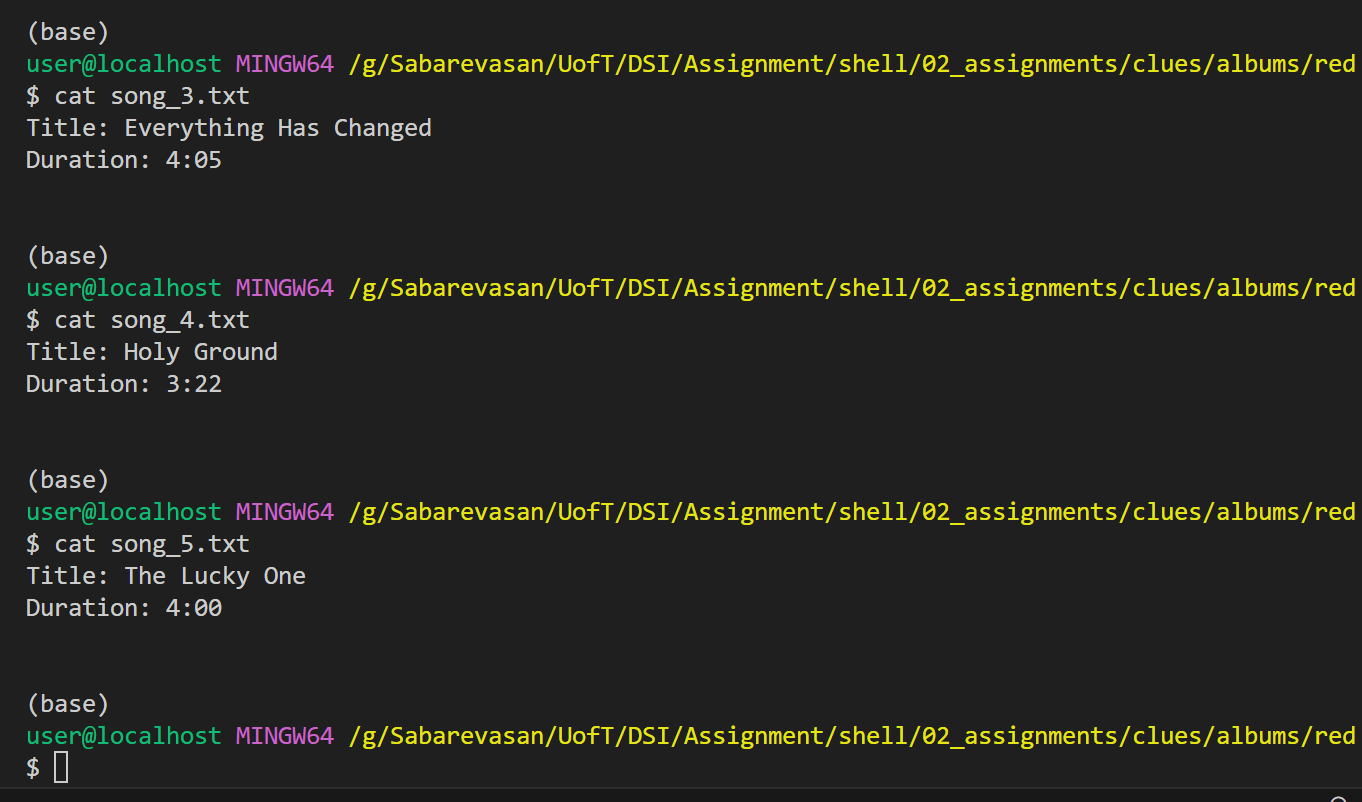 (base)
user@localhost MINGW64 /g/Sabarevasan/UofT/DSI/Assignment/shell/02_assignments/clues/albums/red
$ cat song_3.txt
Title: Everything Has Changed
Duration: 4:05
(base)
user@localhost MINGW64 /g/Sabarevasan/UofT/DSI/Assignment/shell/02_assignments/clues/albums/red
$ cat song_4.txt
Title: Holy Ground
Duration: 3:22
(base)
user@localhost MINGW64 /g/Sabarevasan/UofT/DSI/Assignment/shell/02_assignments/clues/albums/red
$ cat song_5.txt
Title: The Lucky One
Duration: 4:00
(base)
user@localhost MINGW64 /g/Sabarevasan/UofT/DSI/Assignment/shell/02_assignments/clues/albums/red
$